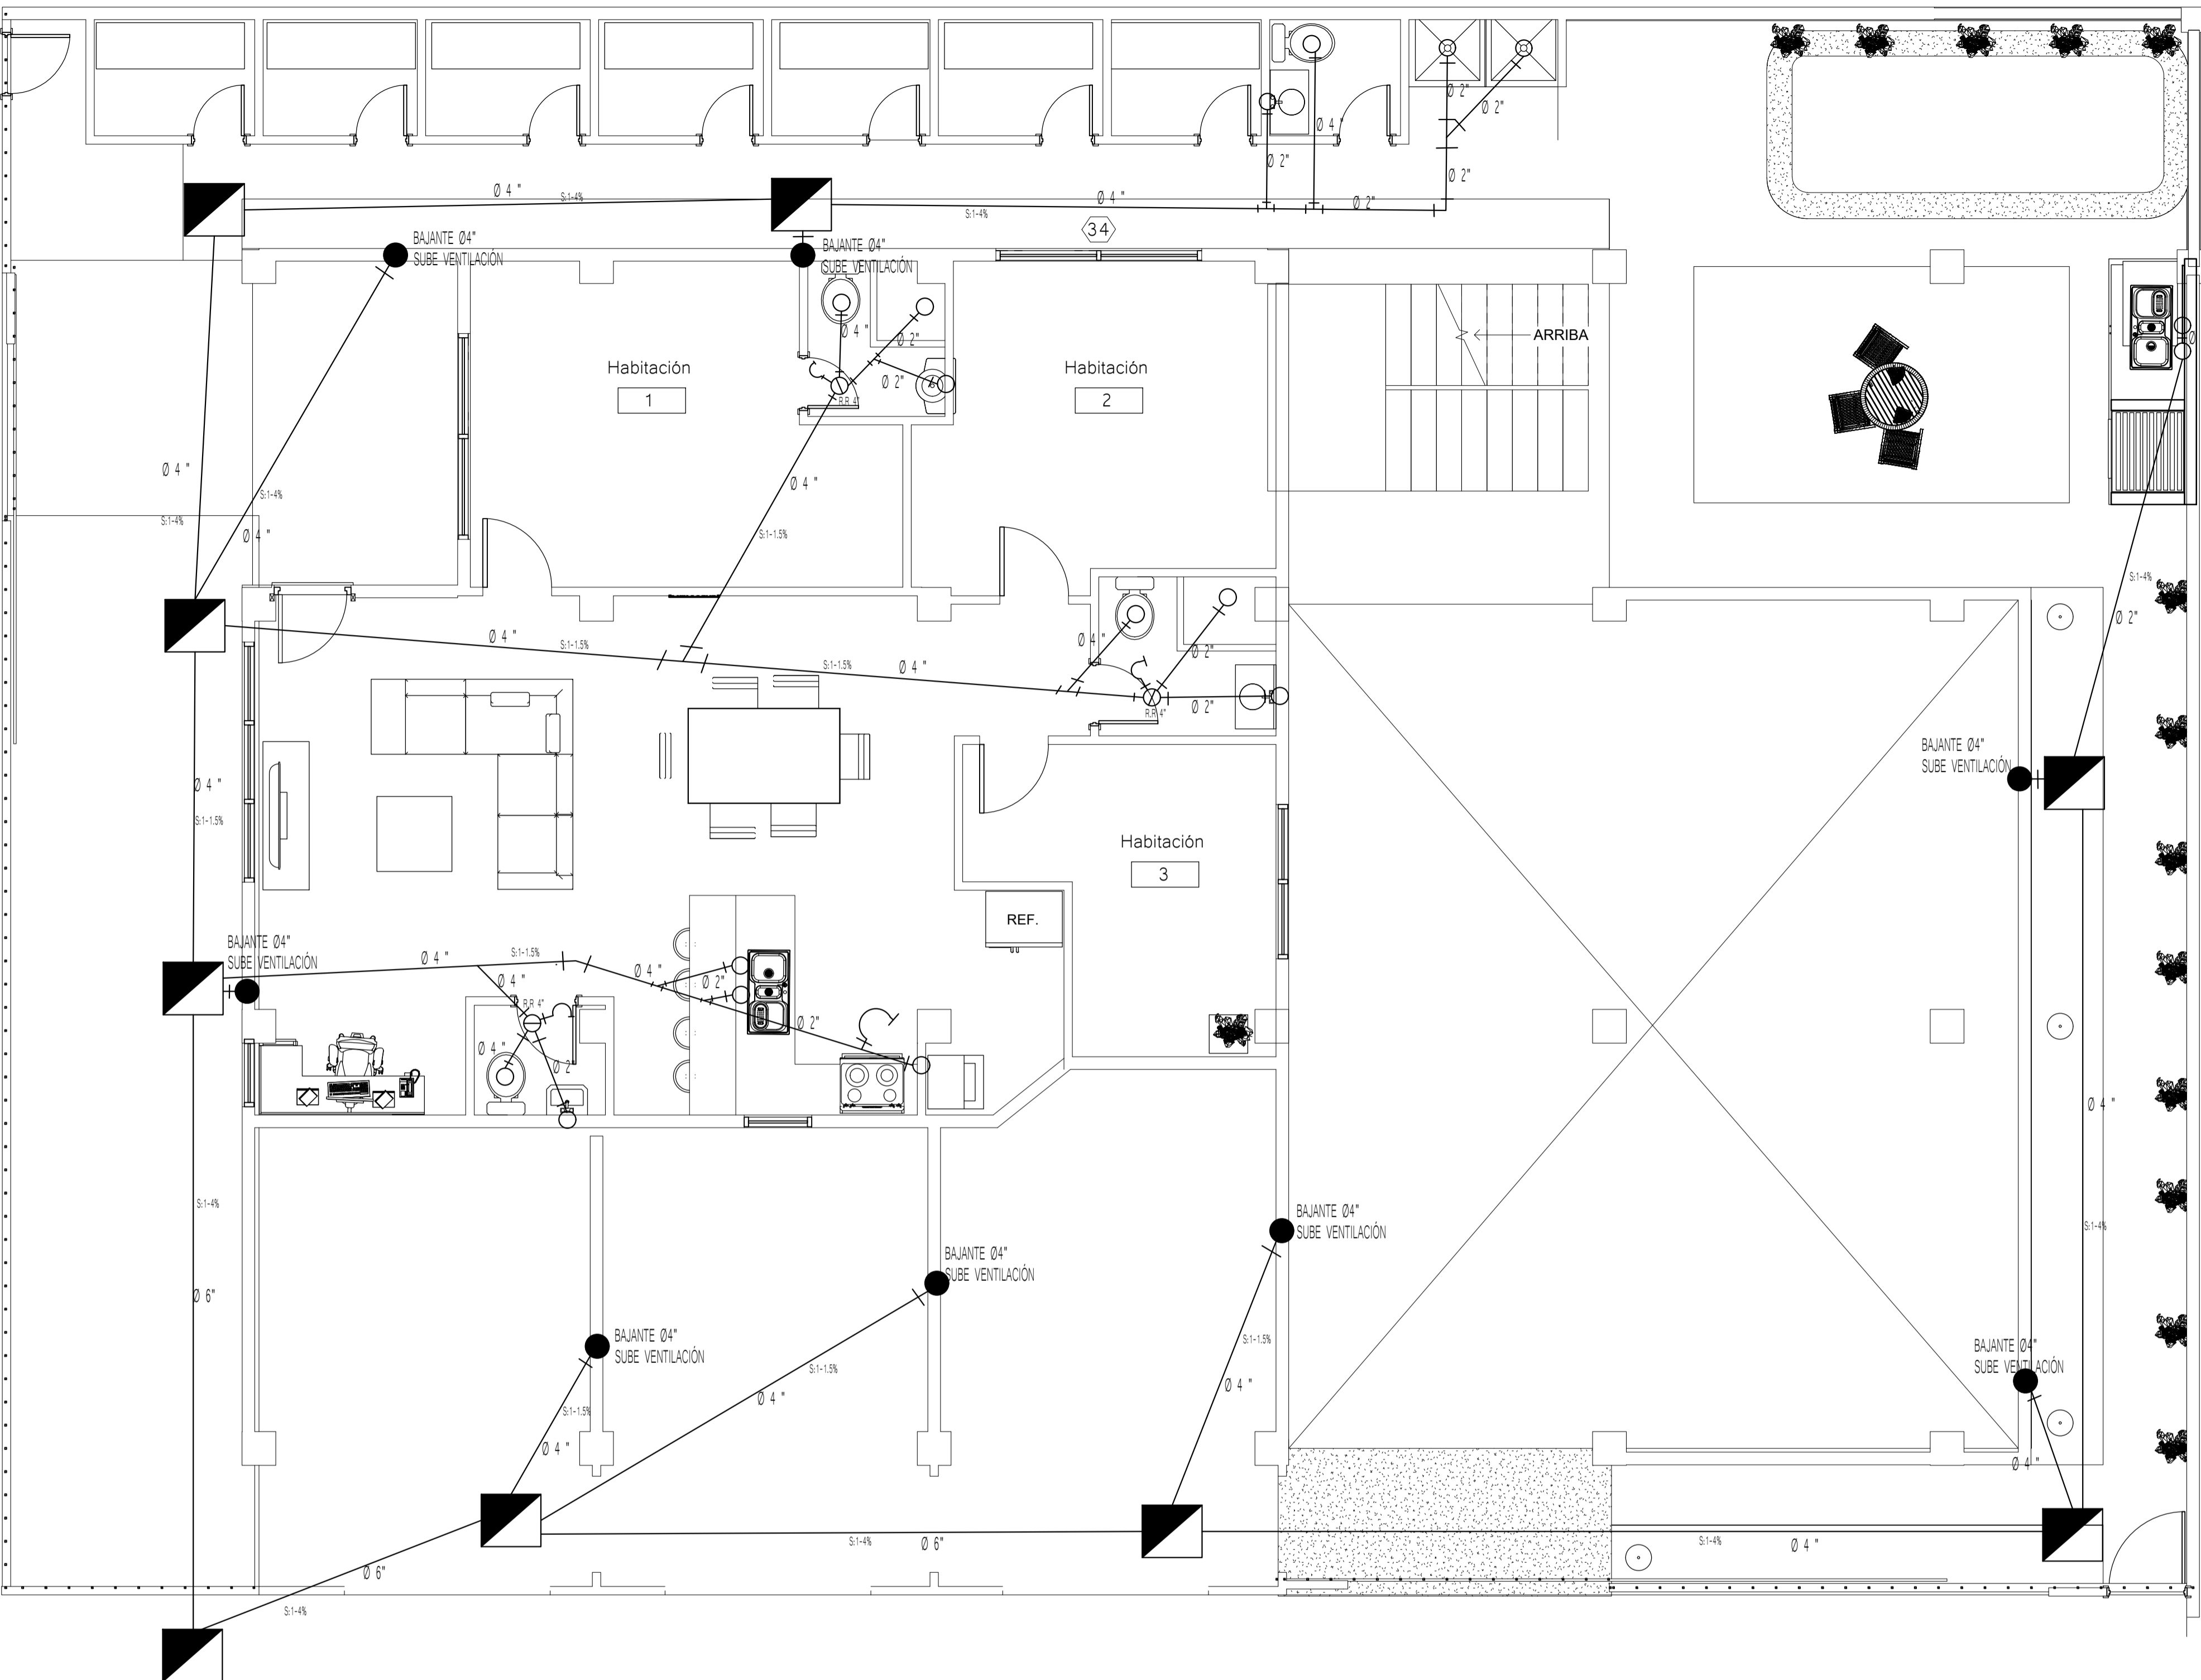 Ø 2"
Ø 2"
Ø 4"
Ø 2"
Ø 2"
Ø 4"
S:1-4%
Ø 4"
S:1-4%
Ø 2"
34
BAJANTE Ø4"
SUBE VENTILACIÓN
BAJANTE Ø4"
SUBE VENTILACIÓN
Ø 4"
Ø 2"
ARRIBA
Ø
Habitación
1
Ø 2"
R.R. 4"
Habitación
2
Ø 4"
S:1-4%
S:1-4%
Ø 4"
Ø 4"
S:1-1.5%
S:1-4%
Ø 2"
Ø 4"
S:1-1.5%
S:1-1.5%
Ø 4"
Ø 4"
Ø 2"
Ø 2"
R.R. 4"
BAJANTE Ø4"
SUBE VENTILACIÓN
Ø 4"
S:1-1.5%
Habitación
3
REF.
BAJANTE Ø4"
SUBE VENTILACIÓN
Ø 4"
S:1-1.5%
Ø 4"
Ø 4"
Ø 2"
R.R. 4"
Ø 2"
Ø 4"
Ø 2"
Ø 4"
S:1-4%
S:1-4%
Ø 6"
BAJANTE Ø4"
SUBE VENTILACIÓN
BAJANTE Ø4"
SUBE VENTILACIÓN
BAJANTE Ø4"
SUBE VENTILACIÓN
BAJANTE Ø4"
SUBE VENTILACIÓN
S:1-1.5%
Ø 4"
S:1-1.5%
Ø 4"
S:1-1.5%
Ø 4"
Ø 4"
S:1-4%
Ø 6"
S:1-4%
Ø 4"
Ø 6"
S:1-4%